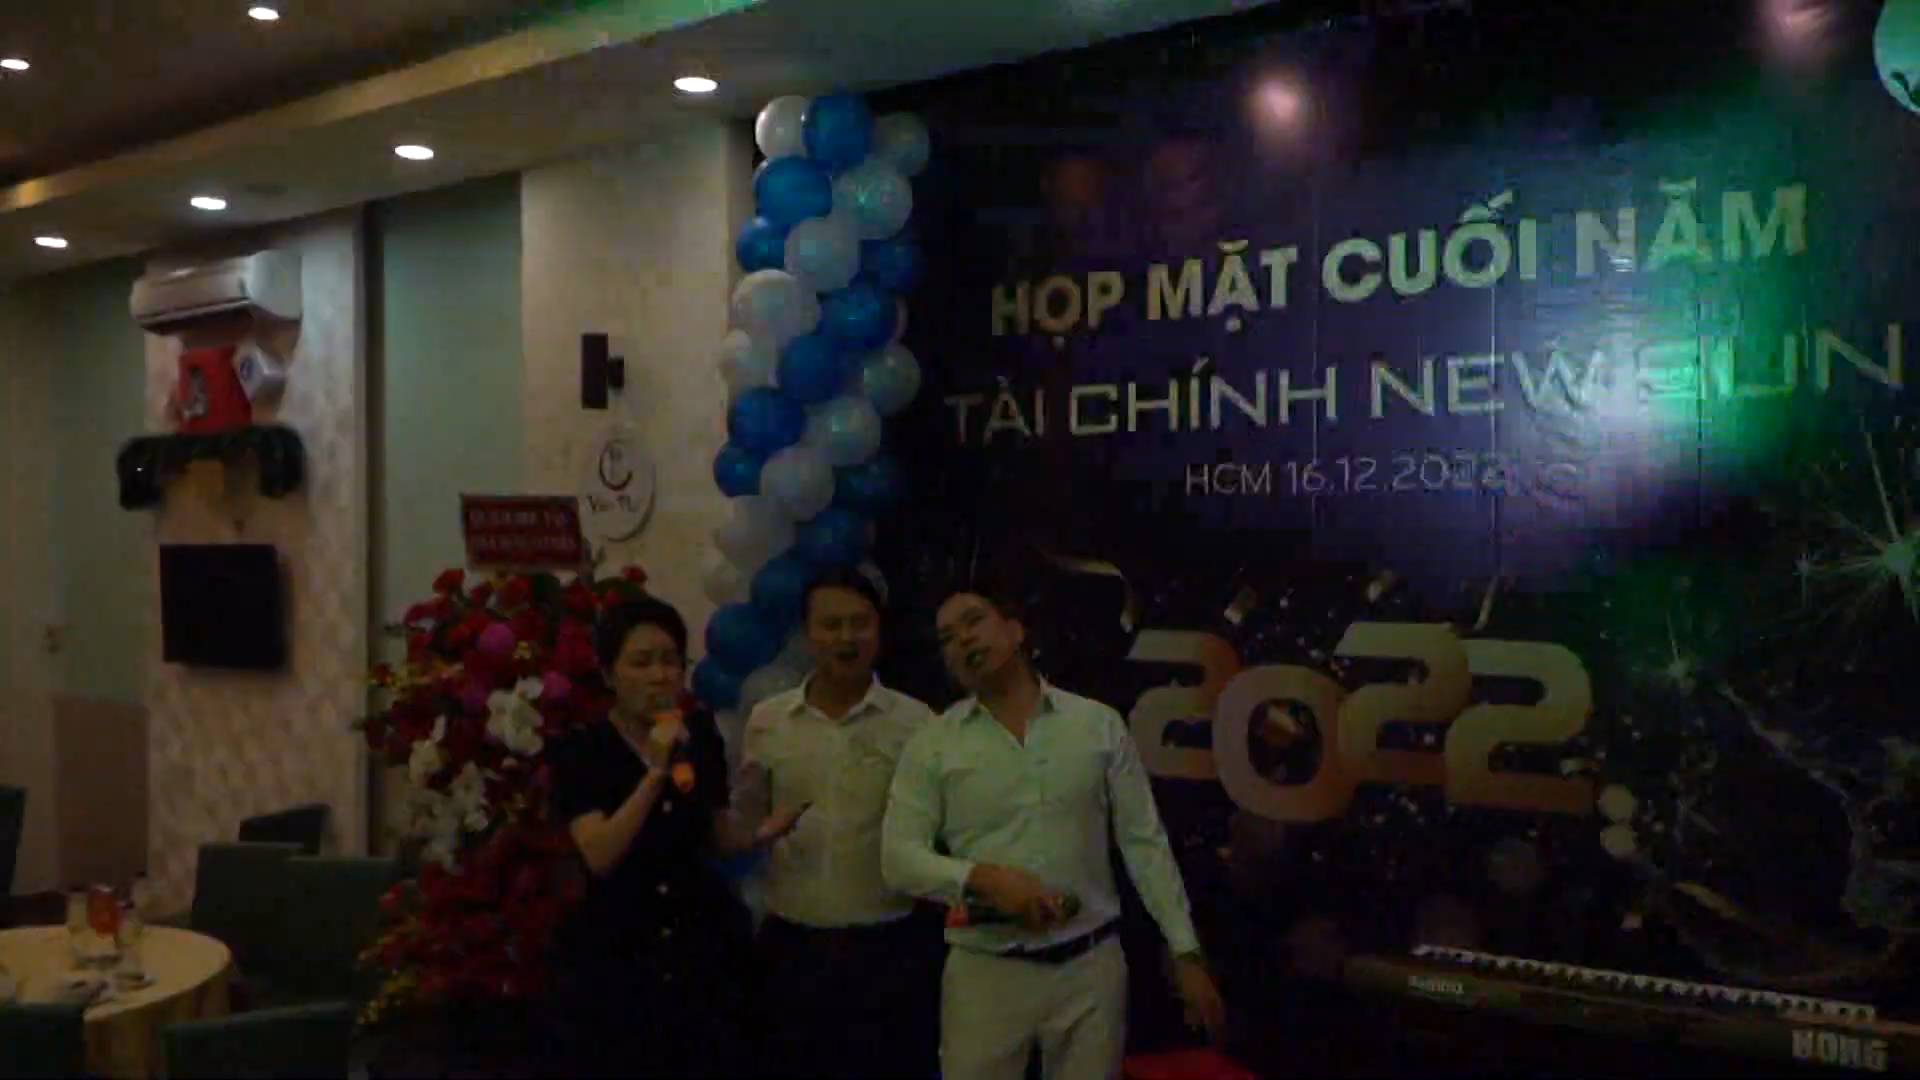 HỌP MẶT CUỐI NĂM
TÀI CHÍNH NEW SUN
HCM 16.12.2022
2022
KORG